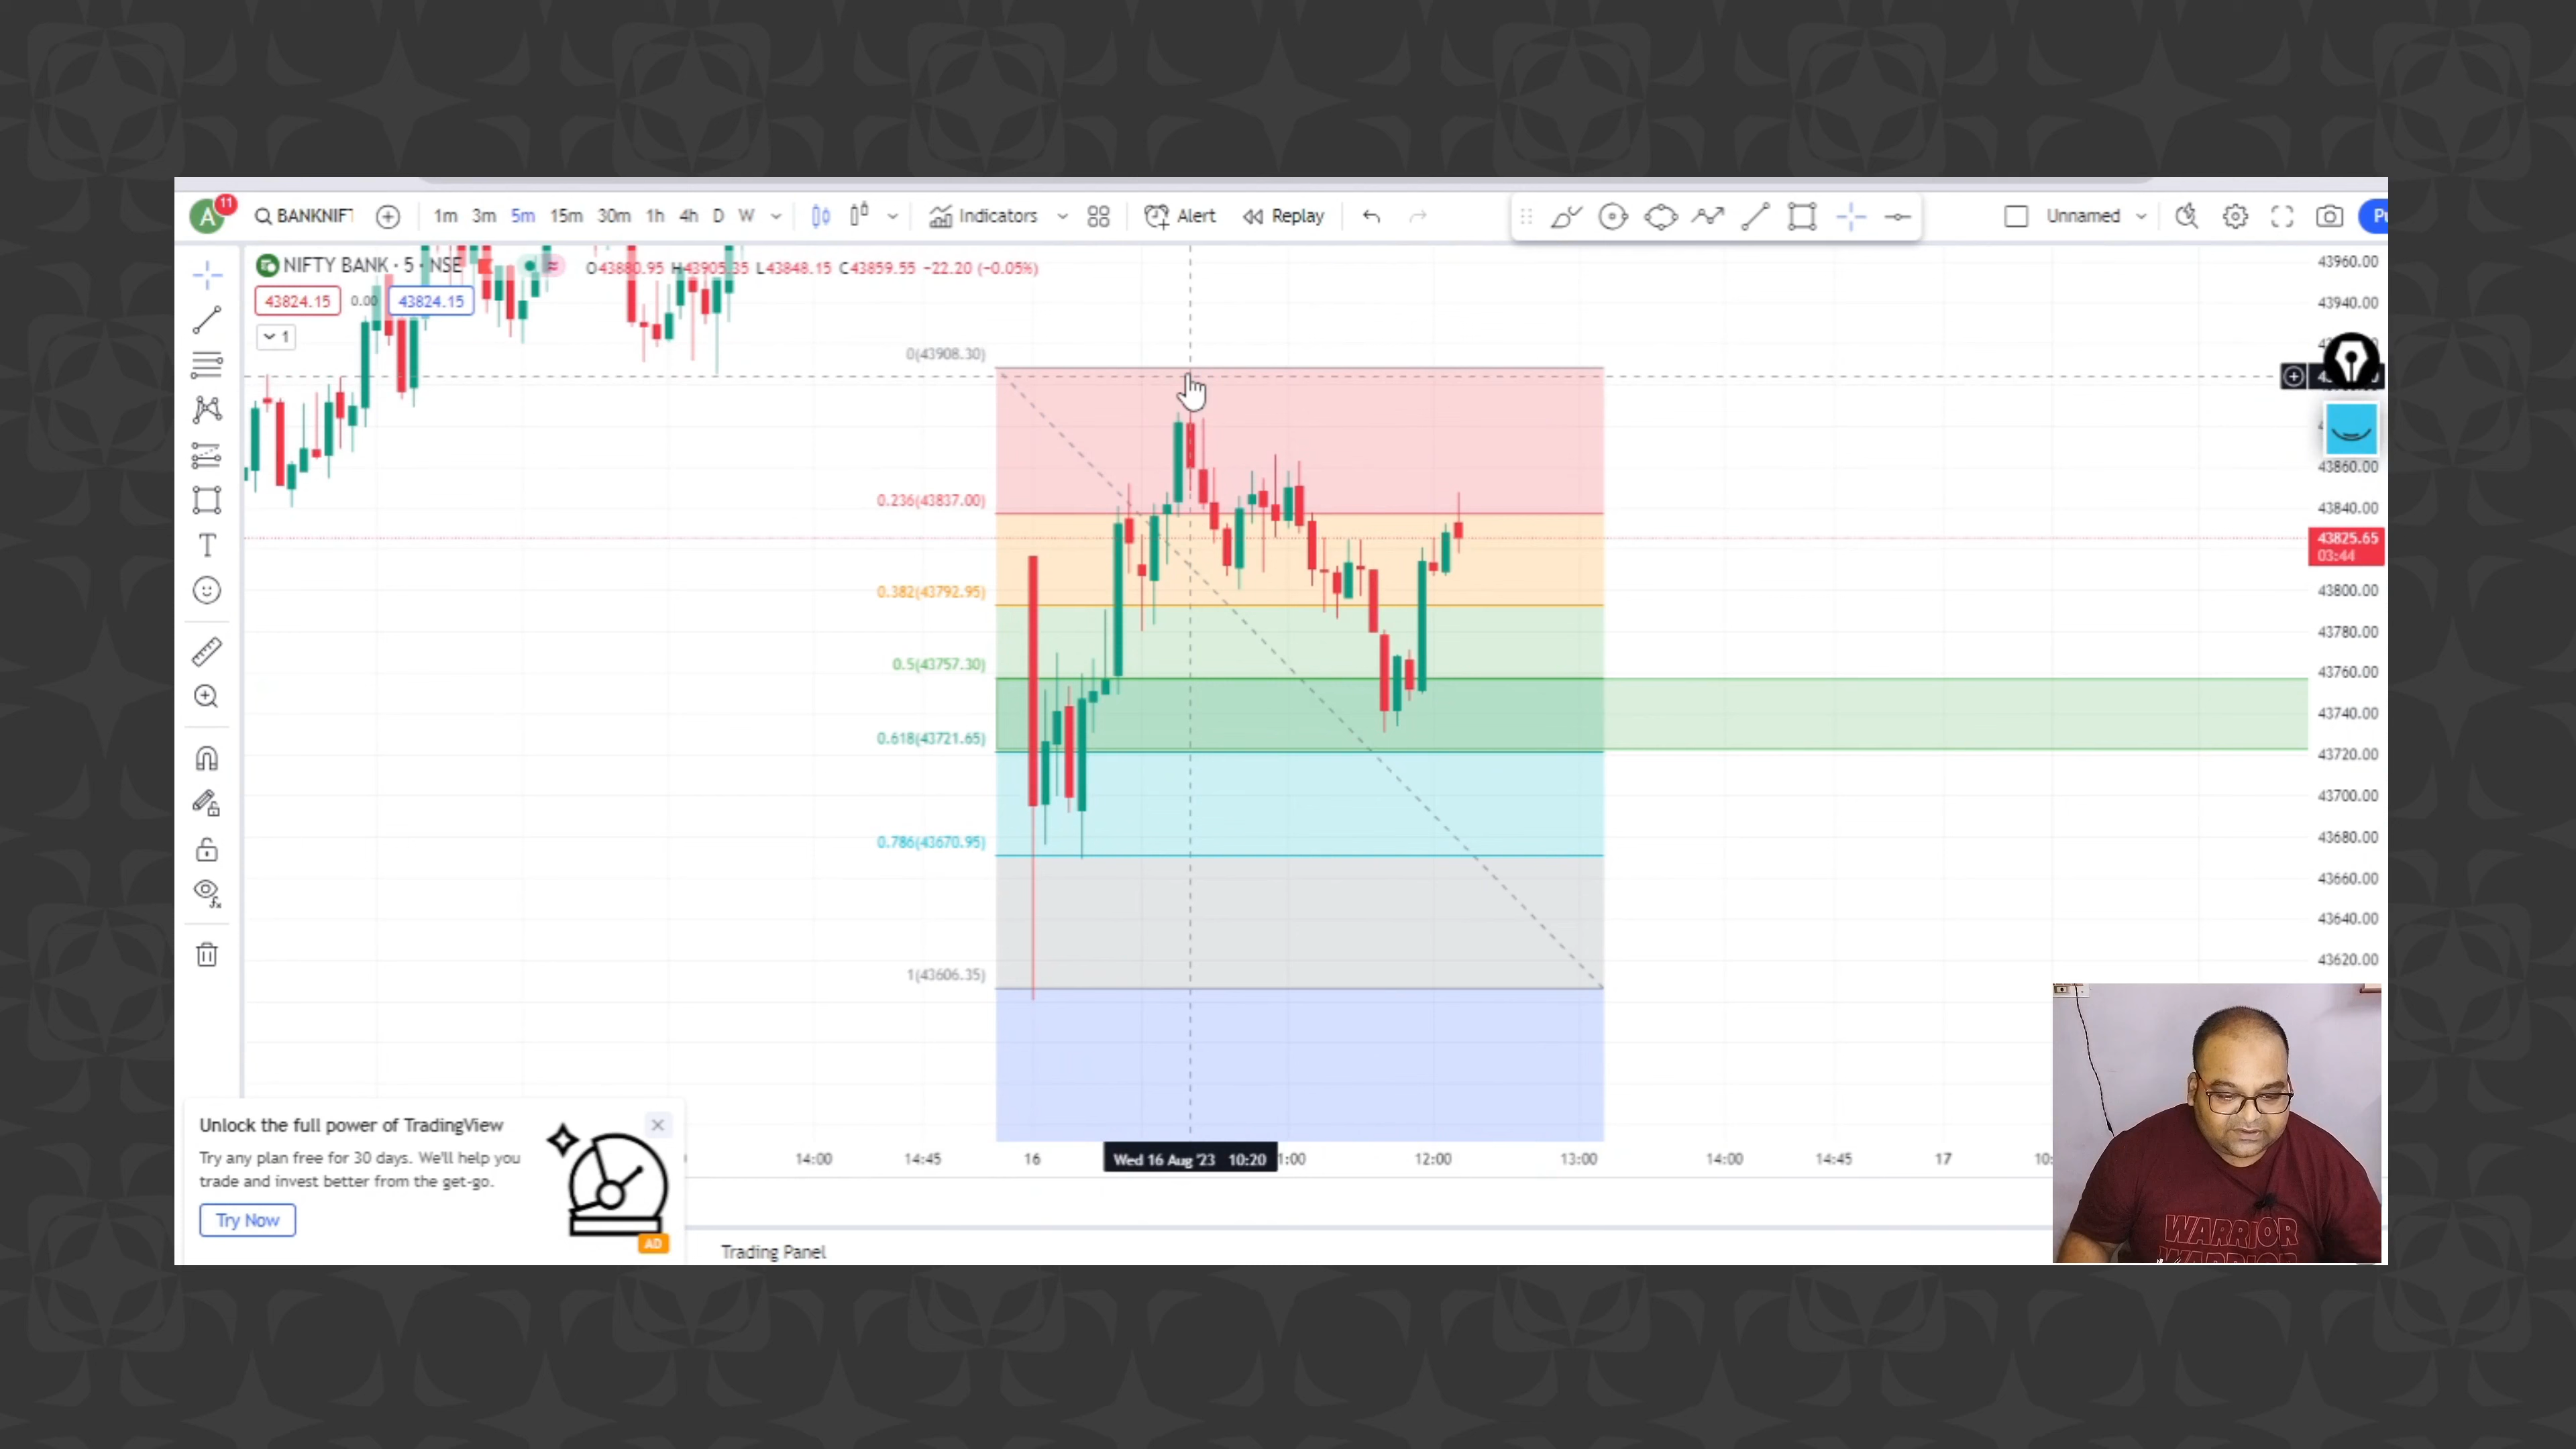 A 11 BANKNIFT 1m 3m 5m 15m 30m 1h 4h D W Indicators Alert Replay Unnamed
NIFTY BANK · 5 · NSE O43880.95 H43905.35 L43848.15 C43859.55 −22.20 (−0.05%)
43824.15 0.00 43824.15
1
0(43908.30)
0.236(43837.00)
0.382(43792.95)
0.5(43757.30)
0.618(43721.65)
0.786(43670.95)
1(43606.35)
43960.00
43940.00
43860.00
43840.00
43825.65
03:44
43800.00
43780.00
43760.00
43740.00
43720.00
43700.00
43680.00
43660.00
43640.00
43620.00
14:00 14:45 16 Wed 16 Aug '23 10:20 1:00 12:00 13:00 14:00 14:45 17 10:
Unlock the full power of TradingView
Try any plan free for 30 days. We'll help you
trade and invest better from the get-go.
Try Now
AD
Trading Panel
WARRIOR
WARRIOR